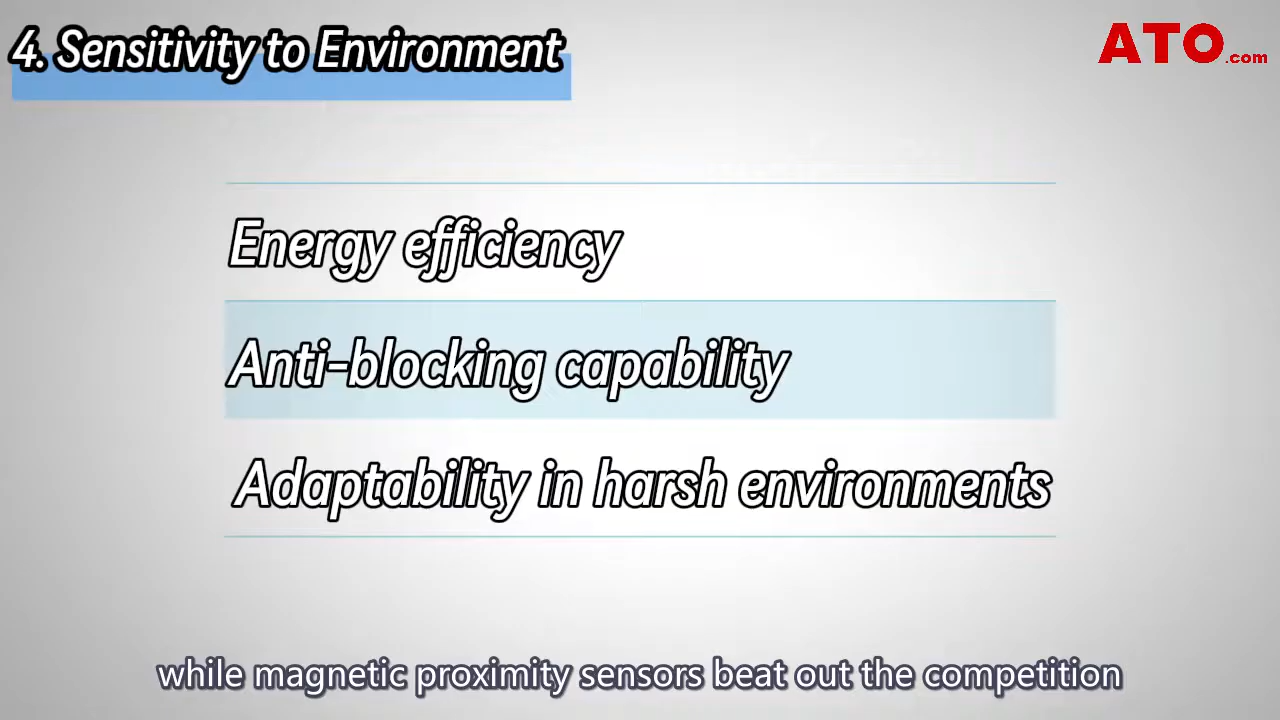 4. Sensitivity to Environment
ATO.com
Energy efficiency
Anti-blocking capability
Adaptability in harsh environments
while magnetic proximity sensors beat out the competition